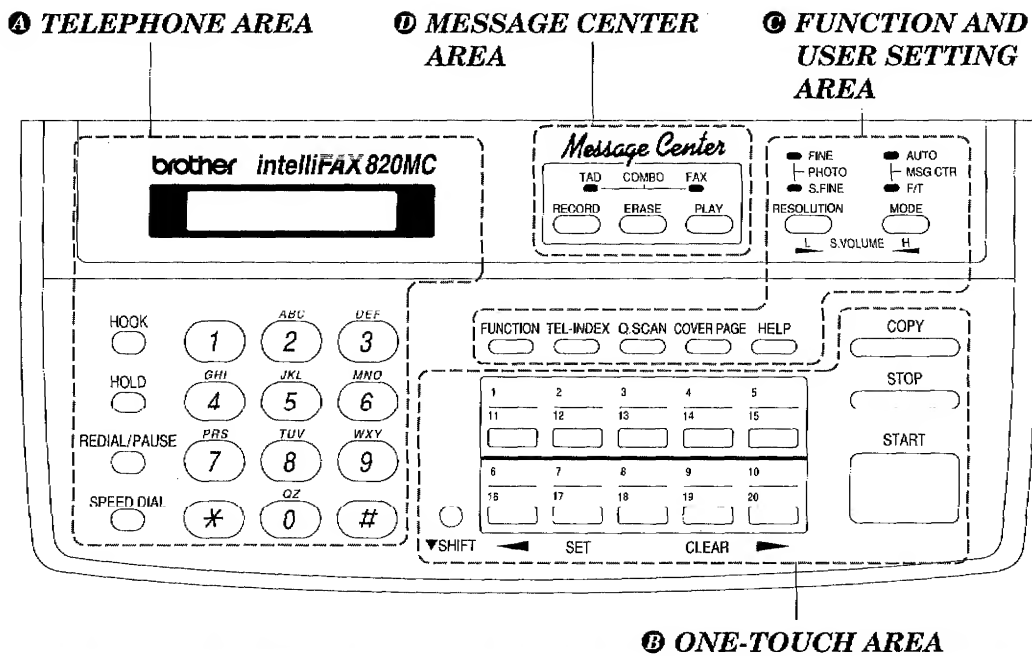 A TELEPHONE AREA
D MESSAGE CENTER
AREA
C FUNCTION AND
USER SETTING
AREA
brother intelliFAX 820MC
Message Center
TAD COMBO FAX
RECORD ERASE PLAY
FINE
PHOTO
S.FINE
RESOLUTION
AUTO
MSG CTR
F/T
MODE
L S.VOLUME H
HOOK
HOLD
REDIAL/PAUSE
SPEED DIAL
1
ABC
2
DEF
3
GHI
4
JKL
5
MNO
6
PRS
7
TUV
8
WXY
9
*
QZ
0
#
FUNCTION TEL-INDEX Q.SCAN COVER PAGE HELP
1 2 3 4 5
11 12 13 14 15
6 7 8 9 10
16 17 18 19 20
▼SHIFT ◄ SET CLEAR ►
COPY
STOP
START
B ONE-TOUCH AREA